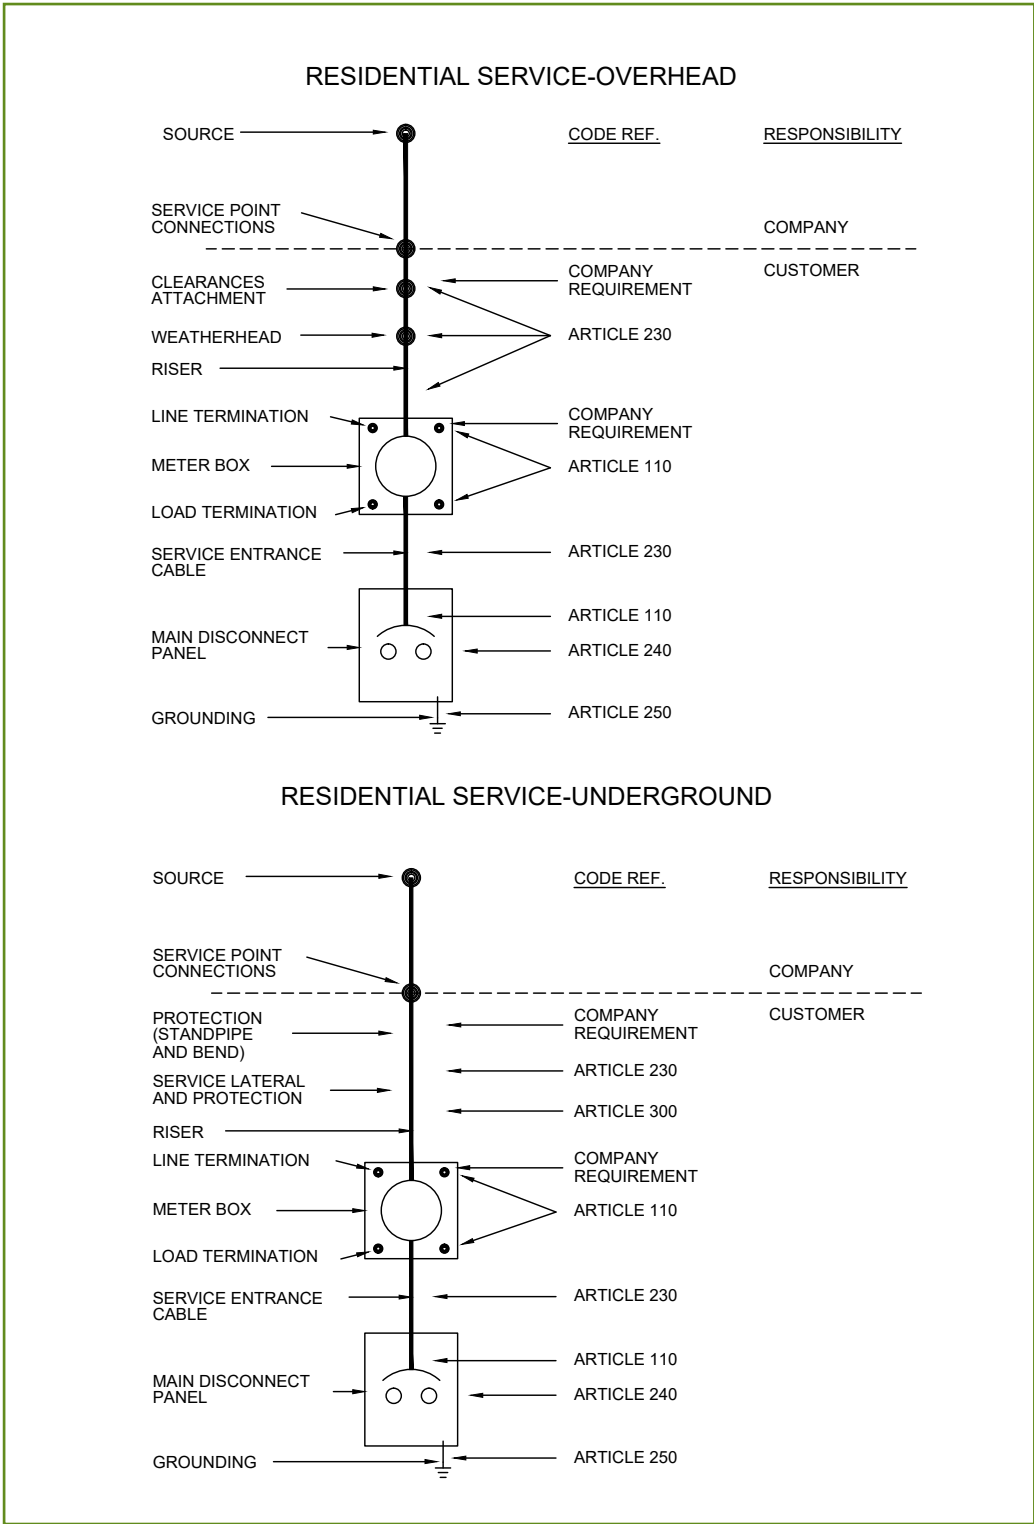 RESIDENTIAL SERVICE-OVERHEAD
SOURCE
CODE REF.
RESPONSIBILITY
SERVICE POINT
CONNECTIONS
COMPANY
CUSTOMER
CLEARANCES
ATTACHMENT
COMPANY
REQUIREMENT
WEATHERHEAD
ARTICLE 230
RISER
LINE TERMINATION
COMPANY
REQUIREMENT
METER BOX
ARTICLE 110
LOAD TERMINATION
SERVICE ENTRANCE
CABLE
ARTICLE 230
ARTICLE 110
MAIN DISCONNECT
PANEL
ARTICLE 240
GROUNDING
ARTICLE 250
RESIDENTIAL SERVICE-UNDERGROUND
SOURCE
CODE REF.
RESPONSIBILITY
SERVICE POINT
CONNECTIONS
COMPANY
CUSTOMER
PROTECTION
(STANDPIPE
AND BEND)
COMPANY
REQUIREMENT
SERVICE LATERAL
AND PROTECTION
ARTICLE 230
ARTICLE 300
RISER
LINE TERMINATION
COMPANY
REQUIREMENT
METER BOX
ARTICLE 110
LOAD TERMINATION
SERVICE ENTRANCE
CABLE
ARTICLE 230
ARTICLE 110
MAIN DISCONNECT
PANEL
ARTICLE 240
GROUNDING
ARTICLE 250